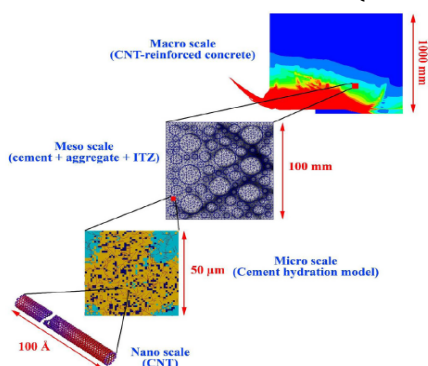 Macro scale
(CNT-reinforced concrete)
1000 mm
Meso scale
(cement + aggregate + ITZ)
100 mm
50 µm
Micro scale
(Cement hydration model)
100 Å
Nano scale
(CNT)